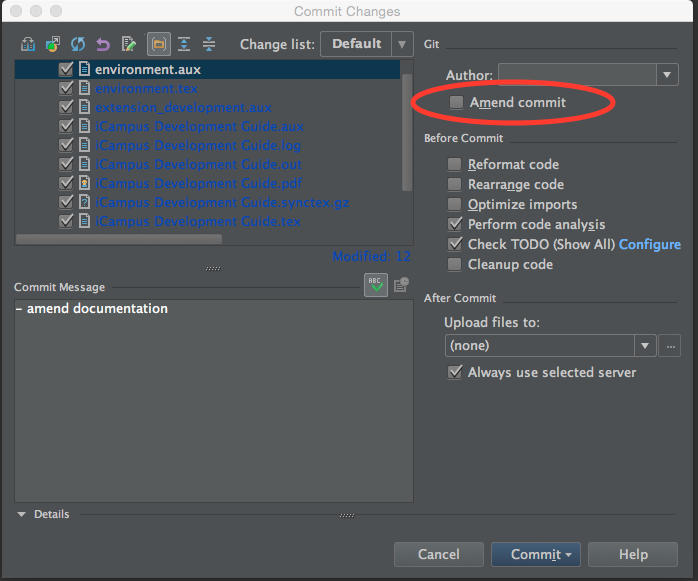 Commit Changes
Change list: Default
environment.aux
environment.tex
extension_development.aux
iCampus Development Guide.aux
iCampus Development Guide.log
iCampus Development Guide.out
iCampus Development Guide.pdf
iCampus Development Guide.synctex.gz
iCampus Development Guide.tex
Modified: 12
Commit Message
ABC
- amend documentation
Details
Git
Author:
Amend commit
Before Commit
Reformat code
Rearrange code
Optimize imports
Perform code analysis
Check TODO (Show All) Configure
Cleanup code
After Commit
Upload files to:
(none)
...
Always use selected server
Cancel
Commit
Help